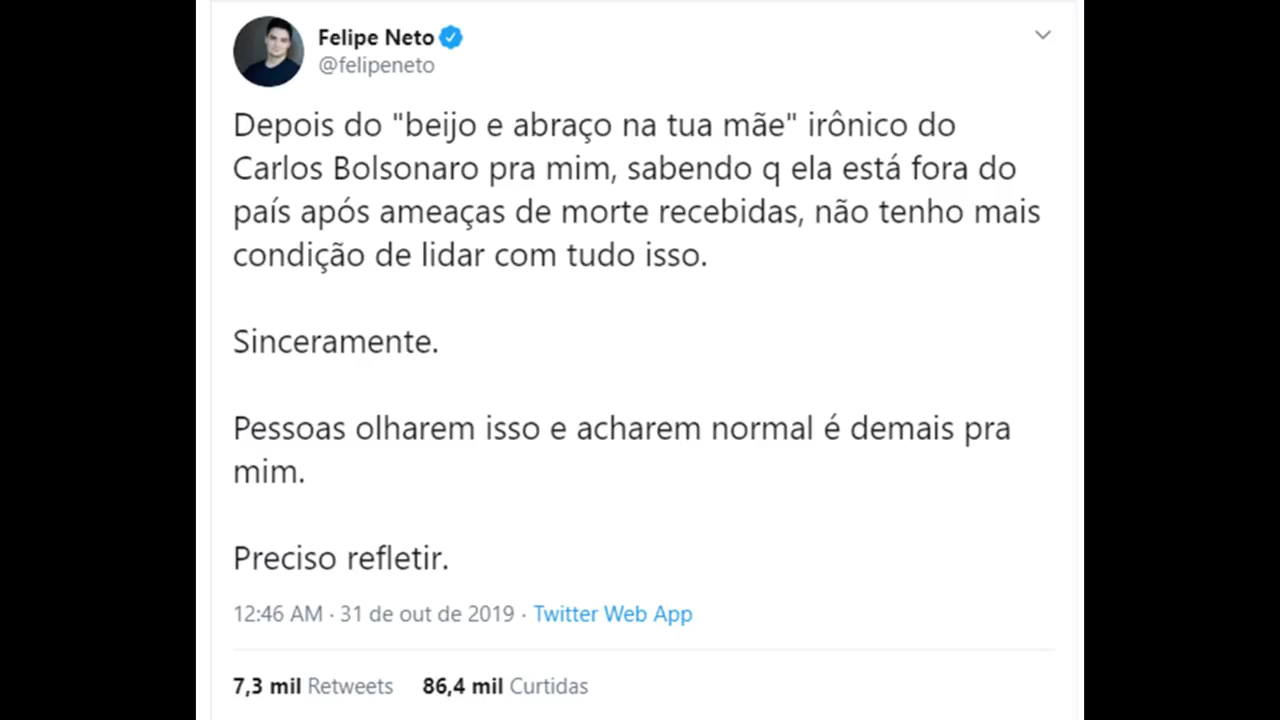 Felipe Neto
@felipeneto
Depois do "beijo e abraço na tua mãe" irônico do
Carlos Bolsonaro pra mim, sabendo q ela está fora do
país após ameaças de morte recebidas, não tenho mais
condição de lidar com tudo isso.
Sinceramente.
Pessoas olharem isso e acharem normal é demais pra
mim.
Preciso refletir.
12:46 AM · 31 de out de 2019 · Twitter Web App
7,3 mil Retweets 86,4 mil Curtidas